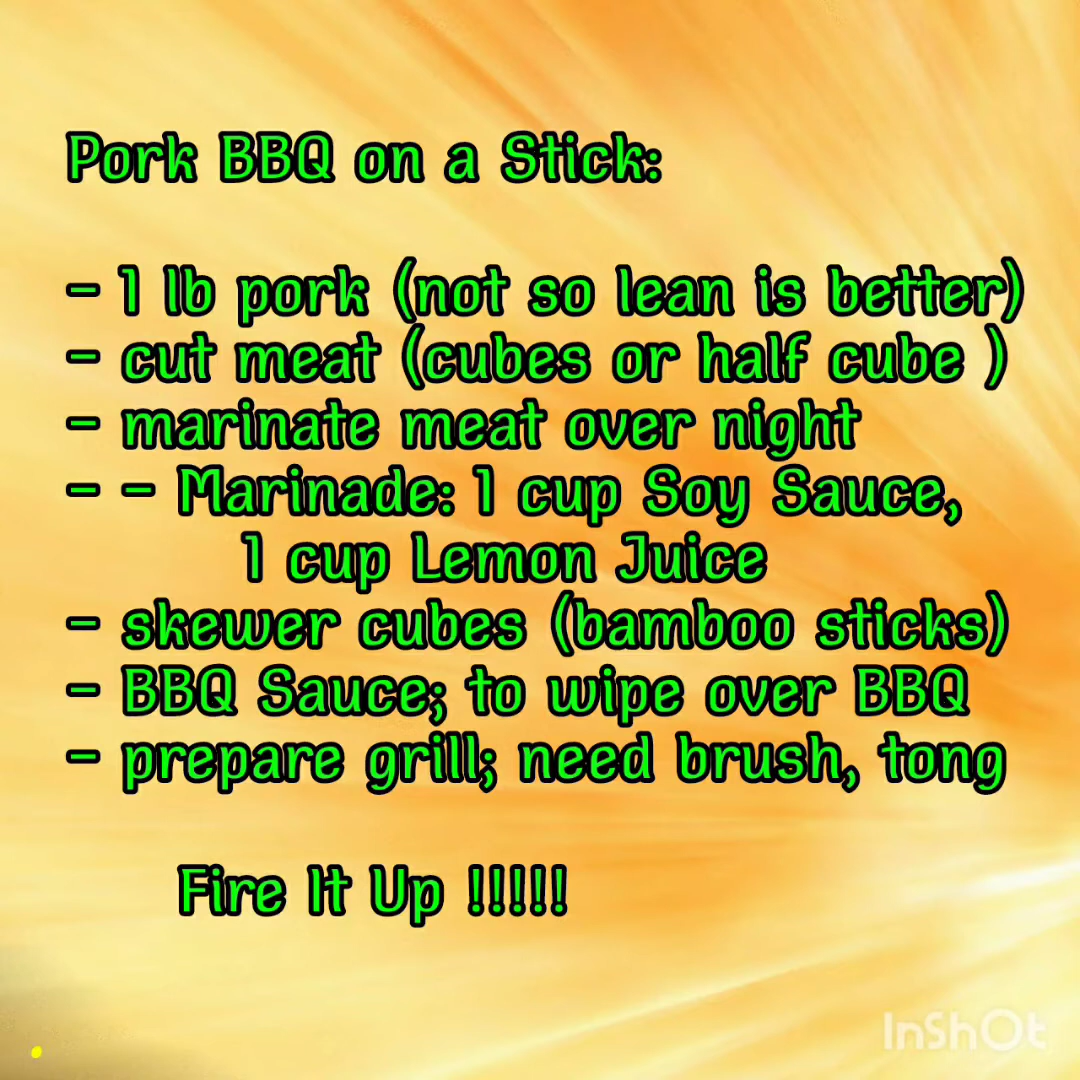 Pork BBQ on a Stick:
- 1 lb pork (not so lean is better)
- cut meat (cubes or half cube )
- marinate meat over night
- - Marinade: 1 cup Soy Sauce,
1 cup Lemon Juice
- skewer cubes (bamboo sticks)
- BBQ Sauce; to wipe over BBQ
- prepare grill; need brush, tong
Fire It Up !!!!!
InShOt